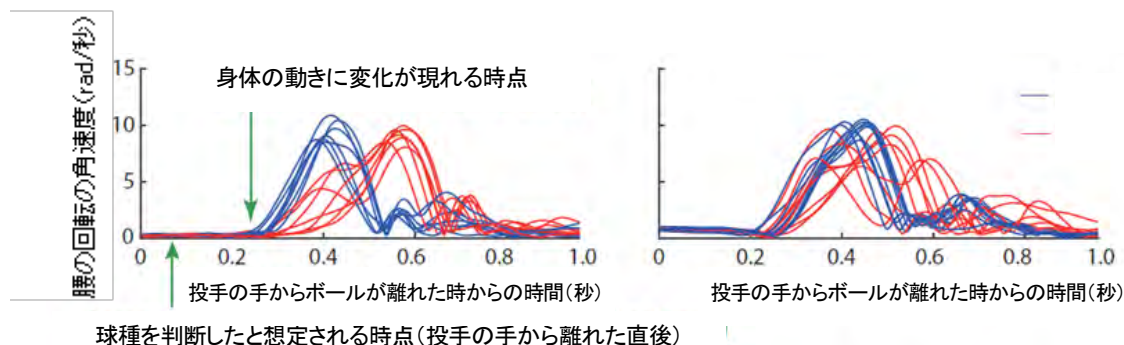 腰の回転の角速度(rad/秒)
身体の動きに変化が現れる時点
15
10
5
0
0 0.2 0.4 0.6 0.8 1.0
投手の手からボールが離れた時からの時間(秒)
球種を判断したと想定される時点(投手の手から離れた直後)
0 0.2 0.4 0.6 0.8 1.0
投手の手からボールが離れた時からの時間(秒)